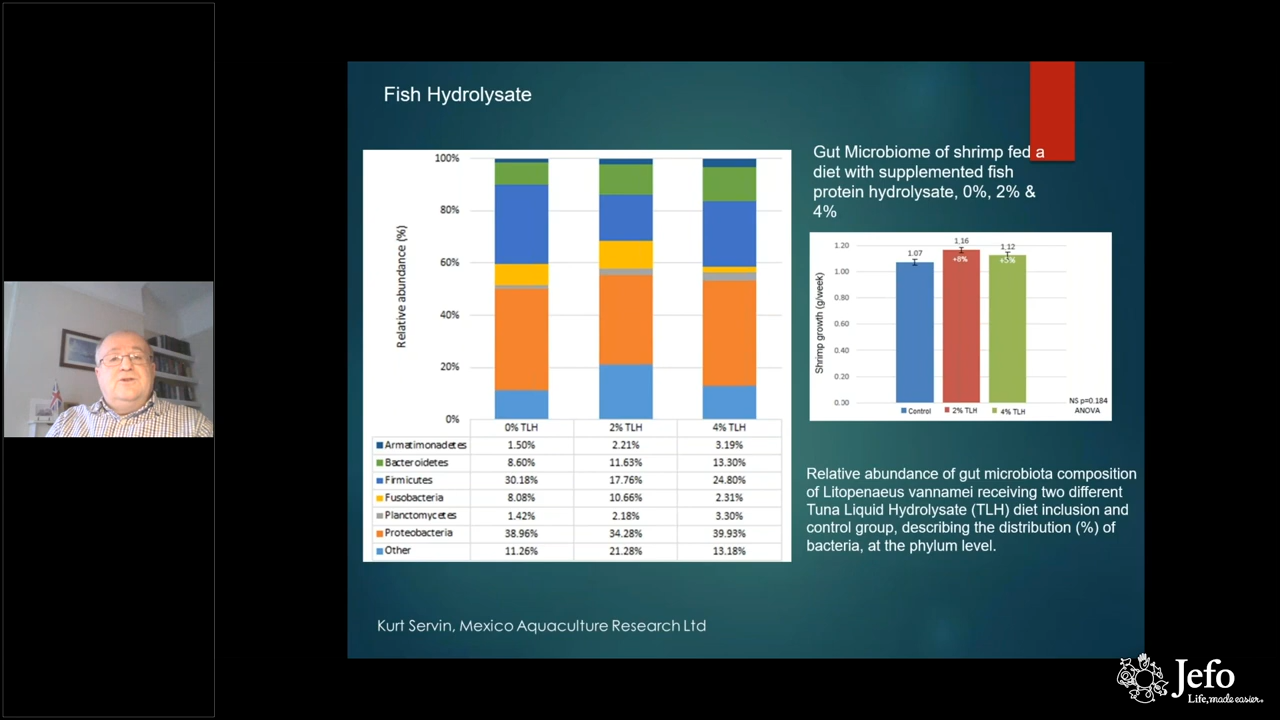 Fish Hydrolysate
100%
80%
60%
40%
20%
0%
Relative abundance (%)
0% TLH 2% TLH 4% TLH
Armatimonadetes 1.50% 2.21% 3.19%
Bacteroidetes 8.60% 11.63% 13.30%
Firmicutes 30.18% 17.76% 24.80%
Fusobacteria 8.08% 10.66% 2.31%
Planctomycetes 1.42% 2.18% 3.30%
Proteobacteria 38.96% 34.28% 39.93%
Other 11.26% 21.28% 13.18%
Gut Microbiome of shrimp fed a
diet with supplemented fish
protein hydrolysate, 0%, 2% &
4%
1.20
1.00
0.80
0.60
0.40
0.20
0.00
Shrimp growth (g/week)
1.07
1.16
+8%
1.12
+5%
Control 2% TLH 4% TLH
NS p=0.184
ANOVA
Relative abundance of gut microbiota composition
of Litopenaeus vannamei receiving two different
Tuna Liquid Hydrolysate (TLH) diet inclusion and
control group, describing the distribution (%) of
bacteria, at the phylum level.
Kurt Servin, Mexico Aquaculture Research Ltd
Jefo
Life, made easier.